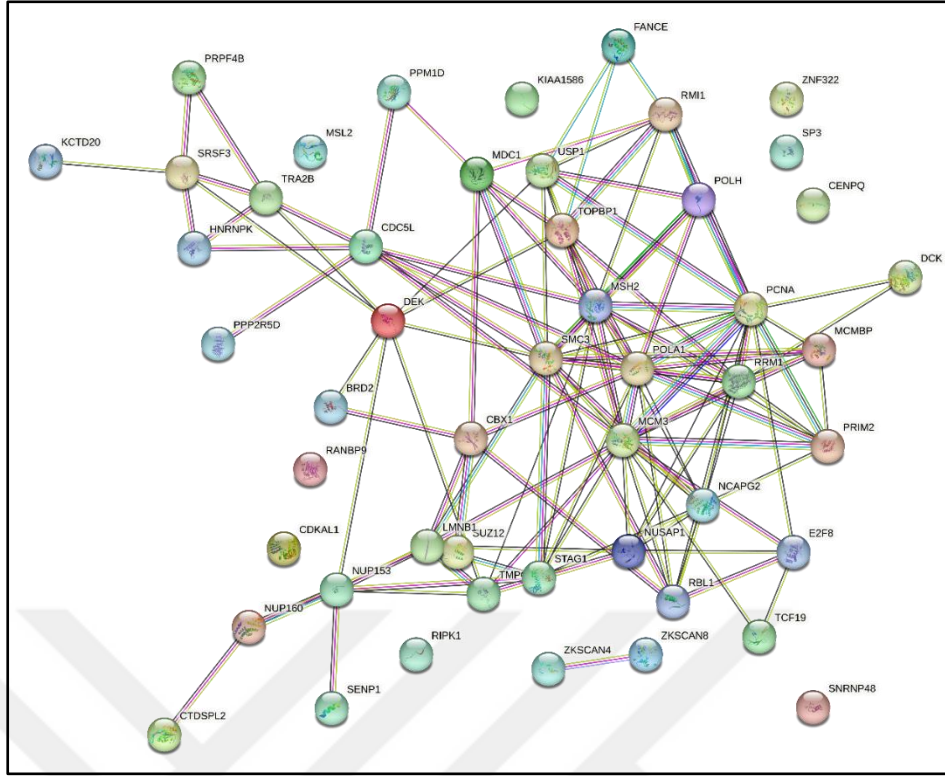 FANCE
PRPF4B
PPM1D
KIAA1586
ZNF322
RMI1
KCTD20
MSL2
SP3
SRSF3
MDC1
USP1
TRA2B
POLH
CENPQ
TOPBP1
HNRNPK
CDC5L
DCK
MSH2
PCNA
DEK
PPP2R5D
SMC3
MCMBP
POLA1
RRM1
BRD2
CBX1
MCM3
PRIM2
RANBP9
NCAPG2
CDKAL1
LMNB1
SUZ12
NUSAP1
E2F8
NUP153
TMPO
STAG1
RBL1
NUP160
TCF19
RIPK1
ZKSCAN4
ZKSCAN8
SENP1
SNRNP48
CTDSPL2